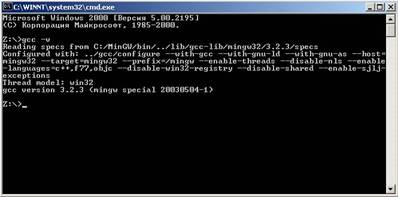 C:\WINNT\system32\cmd.exe
Microsoft Windows 2000 [Версия 5.00.2195]
(C) Корпорация Майкрософт, 1985-2000.
Z:\>gcc -v
Reading specs from C:/MinGW/bin/../lib/gcc-lib/mingw32/3.2.3/specs
Configured with: ../gcc/configure --with-gcc --with-gnu-ld --with-gnu-as --host=
mingw32 --target=mingw32 --prefix=/mingw --enable-threads --disable-nls --enable
-languages=c++,f77,objc --disable-win32-registry --disable-shared --enable-sjlj-
exceptions
Thread model: win32
gcc version 3.2.3 (mingw special 20030504-1)
Z:\>_